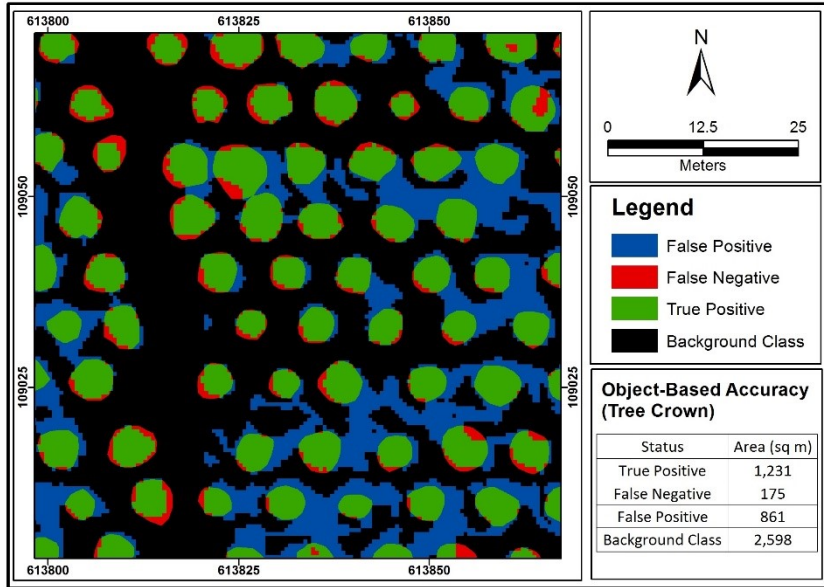 613800 613825 613850
109050
109025
109050
109025
613800 613825 613850
N
0 12.5 25
Meters
Legend
False Positive
False Negative
True Positive
Background Class
Object-Based Accuracy
(Tree Crown)
Status Area (sq m)
True Positive 1,231
False Negative 175
False Positive 861
Background Class 2,598